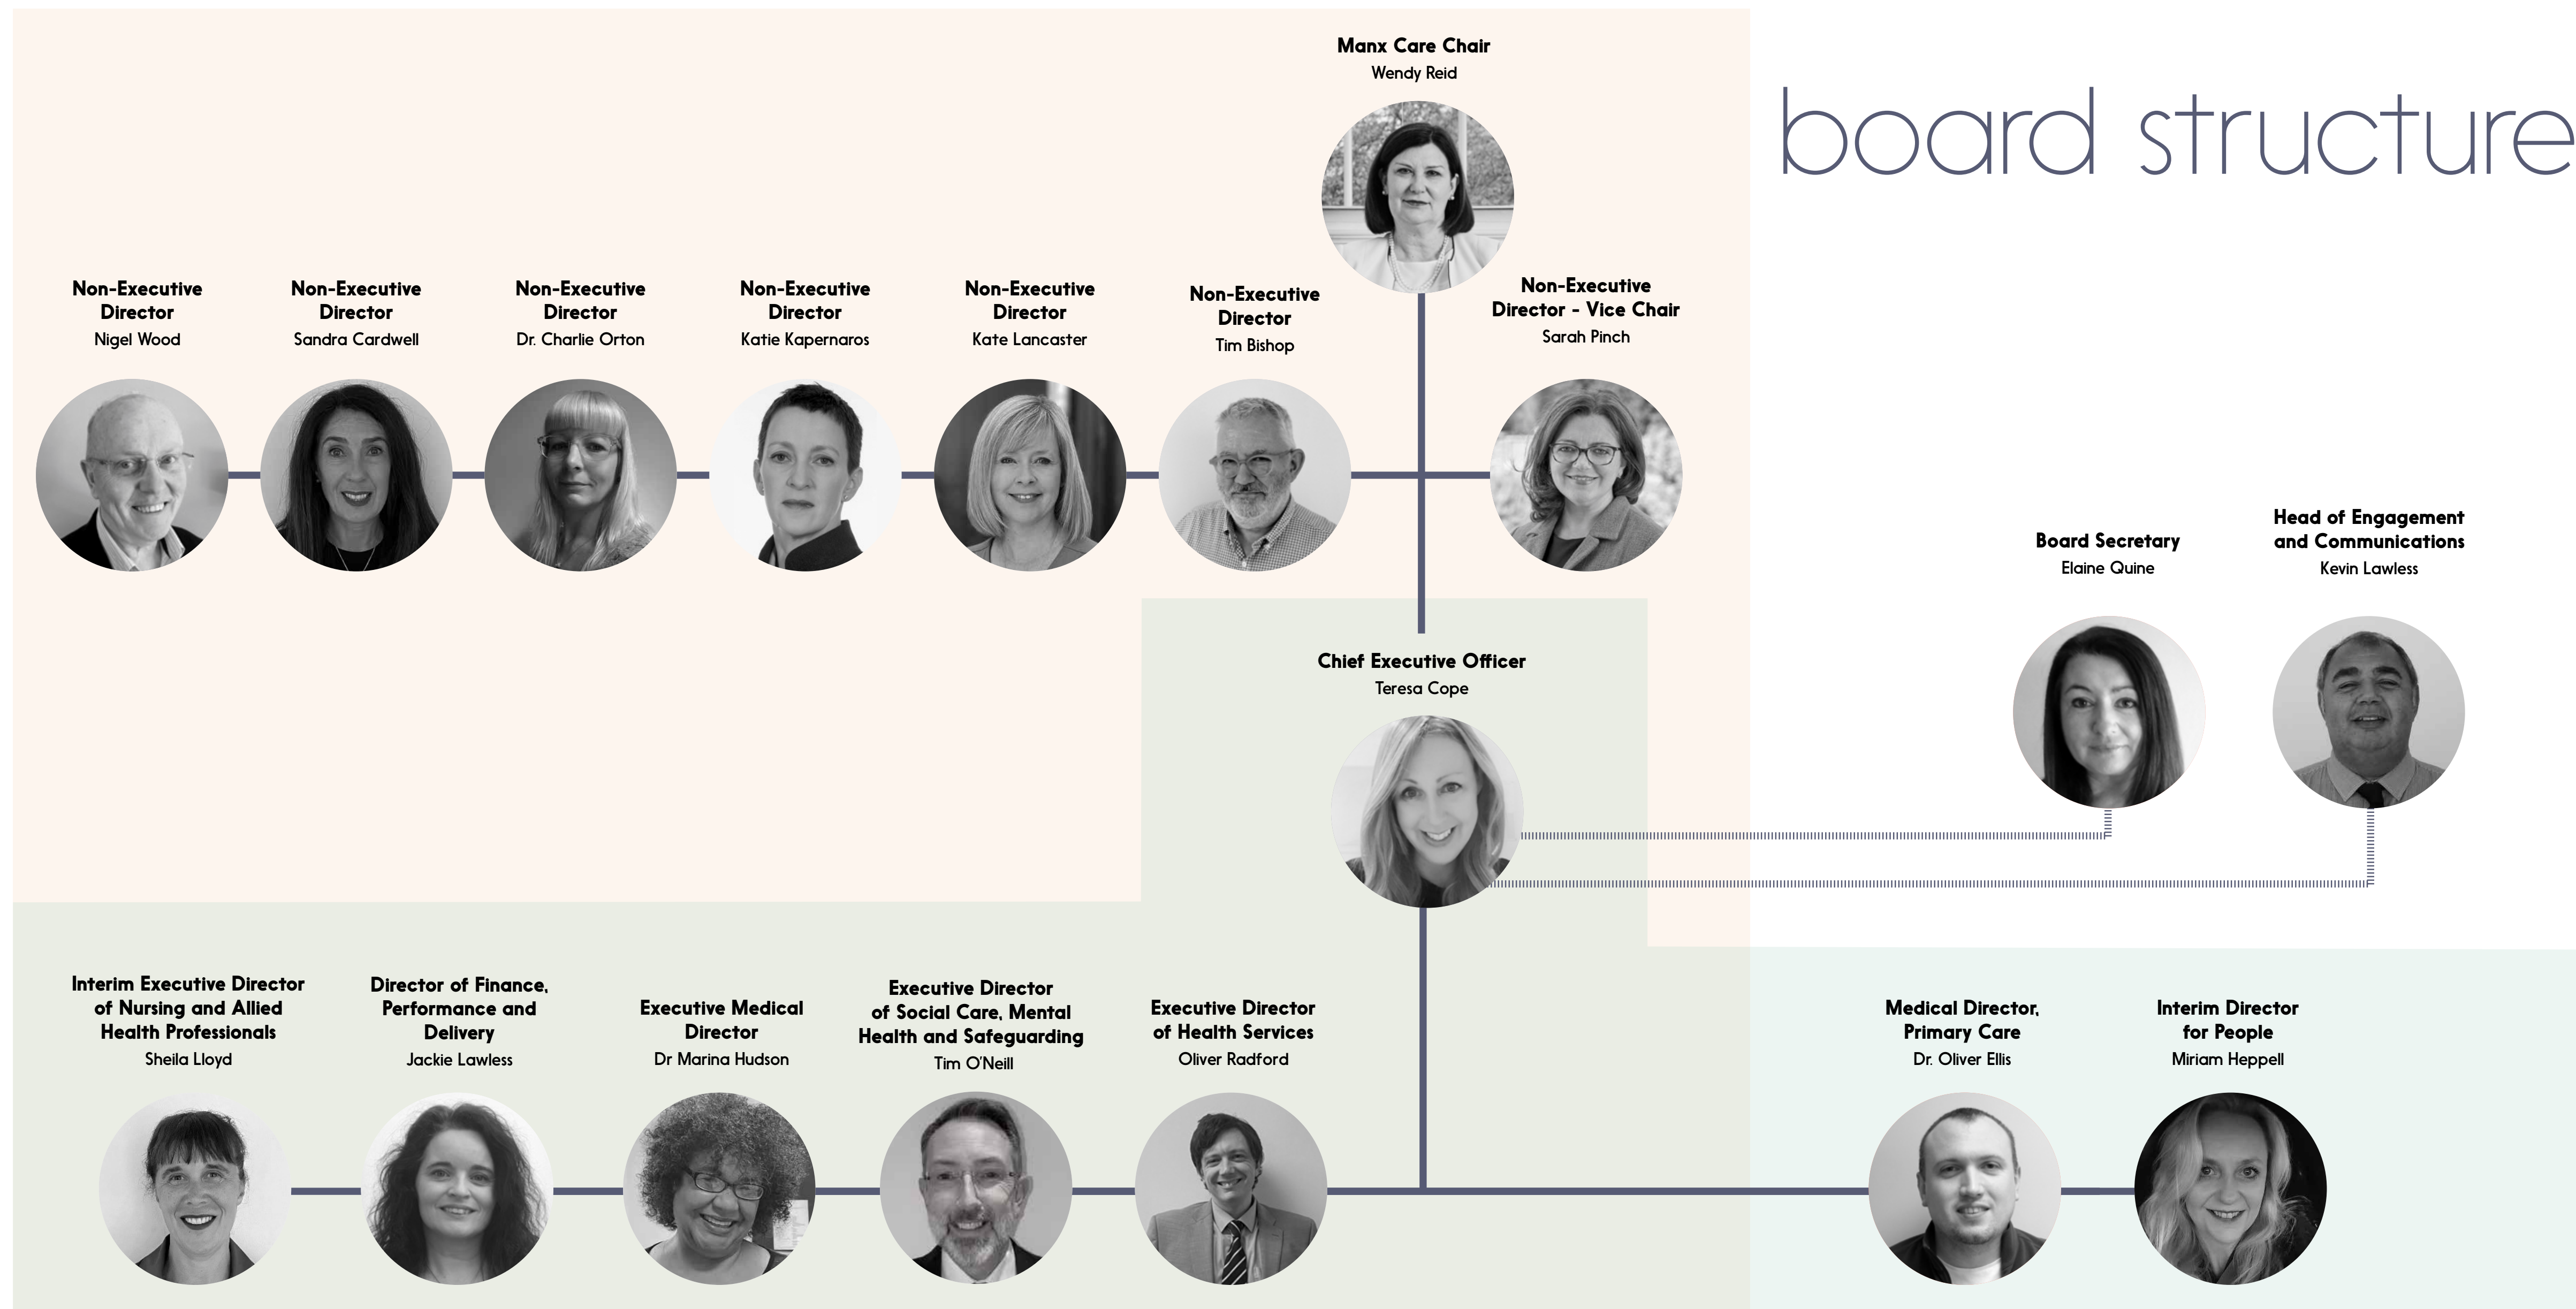 board structure
Manx Care Chair
Wendy Reid
Non-Executive
Director
Nigel Wood
Non-Executive
Director
Sandra Cardwell
Non-Executive
Director
Dr. Charlie Orton
Non-Executive
Director
Katie Kapernaros
Non-Executive
Director
Kate Lancaster
Non-Executive
Director
Tim Bishop
Non-Executive
Director - Vice Chair
Sarah Pinch
Board Secretary
Elaine Quine
Head of Engagement
and Communications
Kevin Lawless
Chief Executive Officer
Teresa Cope
Interim Executive Director
of Nursing and Allied
Health Professionals
Sheila Lloyd
Director of Finance,
Performance and
Delivery
Jackie Lawless
Executive Medical
Director
Dr Marina Hudson
Executive Director
of Social Care, Mental
Health and Safeguarding
Tim O'Neill
Executive Director
of Health Services
Oliver Radford
Medical Director,
Primary Care
Dr. Oliver Ellis
Interim Director
for People
Miriam Heppell